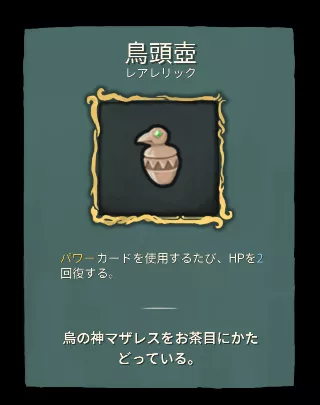 鳥頭壺
レアレリック
パワーカードを使用するたび、HPを2
回復する。
鳥の神マザレスをお茶目にかた
どっている。